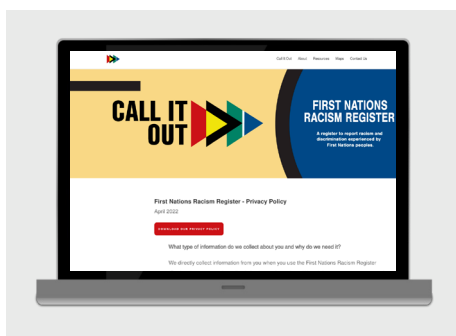 Call It Out About Resources Maps Contact Us
CALL IT
OUT
FIRST NATIONS
RACISM REGISTER
A register to report racism and
discrimination experienced by
First Nations peoples.
First Nations Racism Register - Privacy Policy
April 2022
DOWNLOAD OUR PRIVACY POLICY
What type of information do we collect about you and why do we need it?
We directly collect information from you when you use the First Nations Racism Register